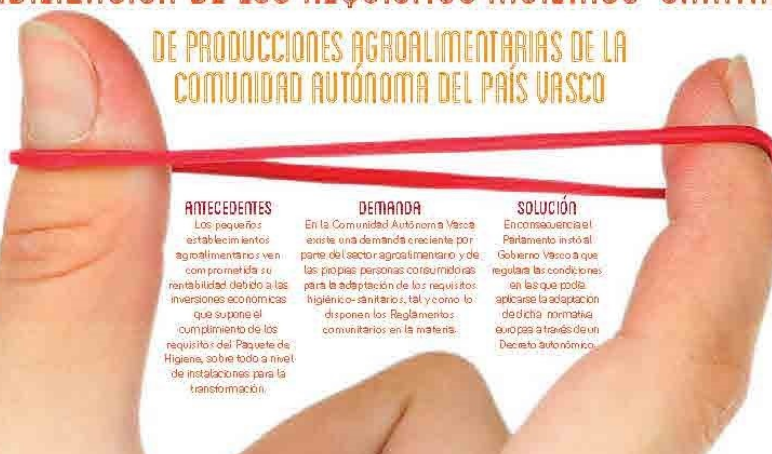 DE LOS REQUISITOS
DE PRODUCCIONES AGROALIMENTARIAS DE LA
COMUNIDAD AUTÓNOMA DEL PAÍS VASCO
ANTECEDENTES
Los pequeños
establecimientos
agroalimentarios ven
comprometida su
rentabilidad debido a las
inversiones económicas
que supone el
cumplimiento de los
requisitos del Paquete de
Higiene, sobre todo a nivel
de instalaciones para la
transformación.
DEMANDA
En la Comunidad Autónoma Vasca
existe una demanda creciente por
parte del sector agroalimentario y de
las propias personas consumidoras
para la adaptación de los requisitos
higiénico-sanitarios, tal y como lo
disponen los Reglamentos
comunitarios en la materia.
SOLUCIÓN
En consecuencia el
Parlamento instó al
Gobierno Vasco a que
regulara las condiciones
en las que podía
aplicarse la adaptación
de dicha normativa
europea a través de un
Decreto autonómico.